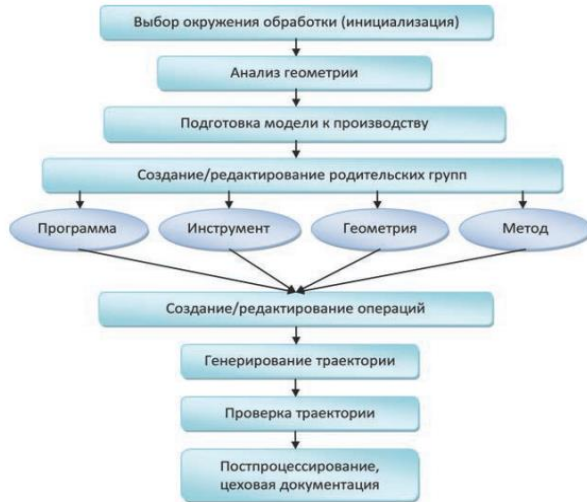 Выбор окружения обработки (инициализация)
Анализ геометрии
Подготовка модели к производству
Создание/редактирование родительских групп
Программа
Инструмент
Геометрия
Метод
Создание/редактирование операций
Генерирование траектории
Проверка траектории
Постпроцессирование,
цеховая документация